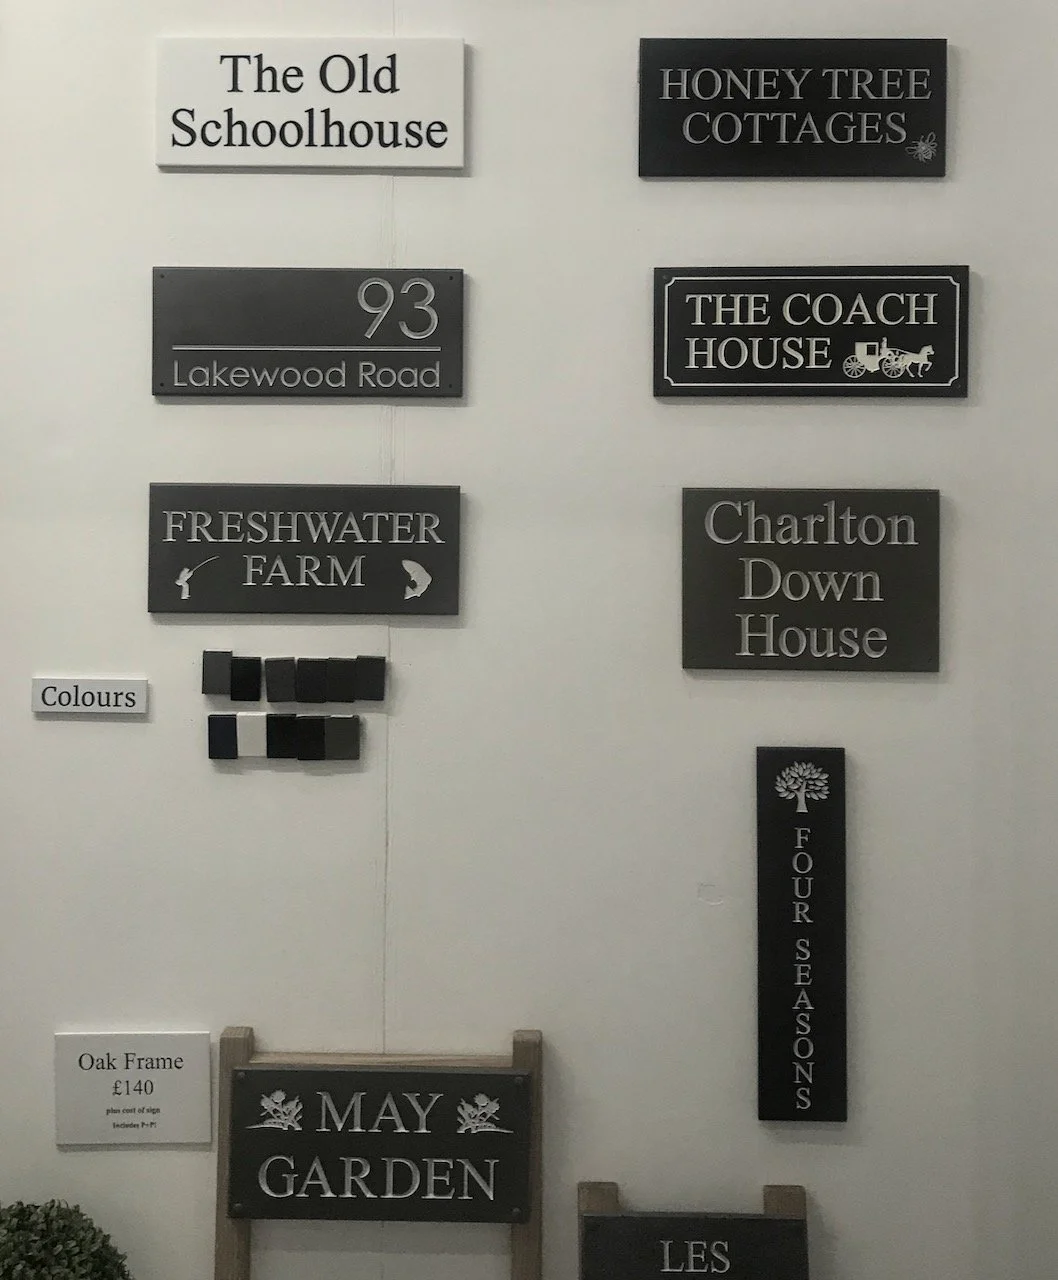 The Old
Schoolhouse
HONEY TREE
COTTAGES
93
Lakewood Road
THE COACH
HOUSE
FRESHWATER
FARM
Charlton
Down
House
Colours
FOUR SEASONS
Oak Frame
£140
plus cost of sign
Includes P+P!
MAY
GARDEN
LES